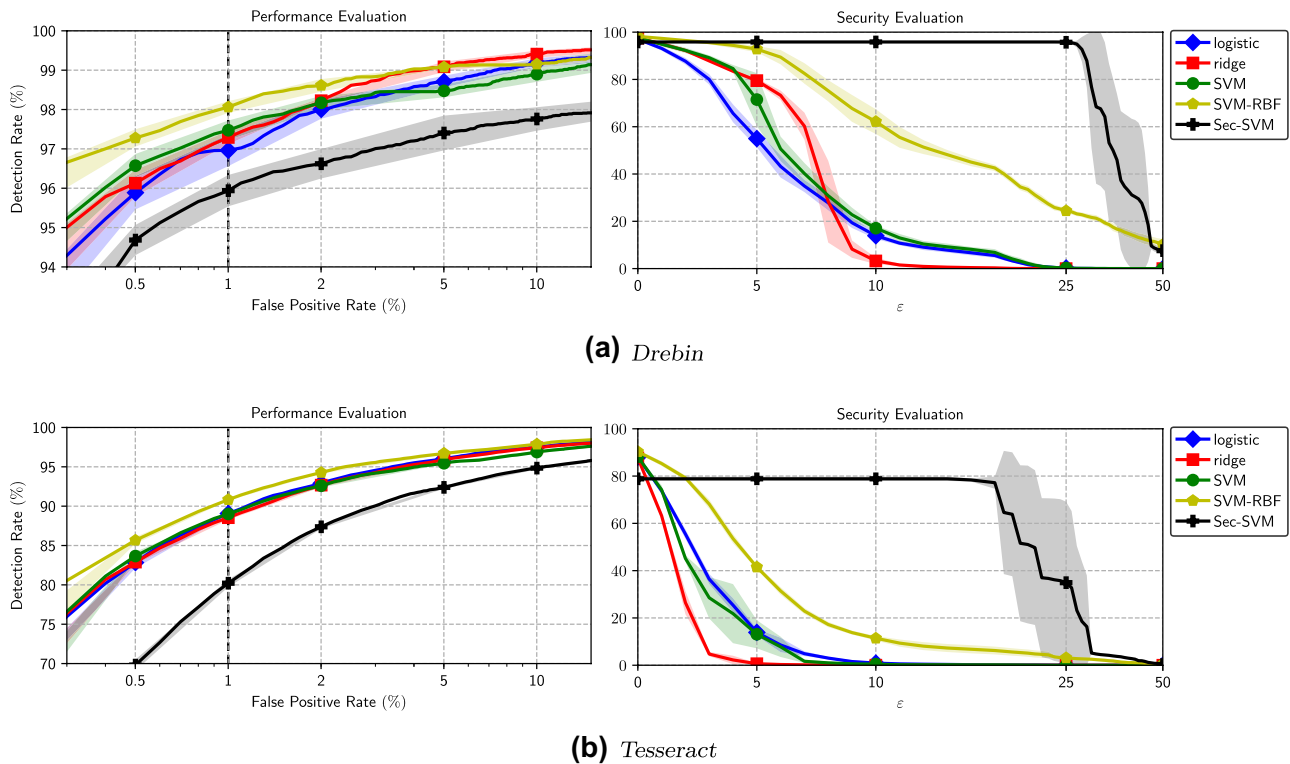 Performance Evaluation
Detection Rate (%)
100
99
98
97
96
95
94
0.5 1 2 5 10
False Positive Rate (%)
Security Evaluation
100
80
60
40
20
0
0 5 10 25 50
ε
logistic
ridge
SVM
SVM-RBF
Sec-SVM
(a) Drebin
Performance Evaluation
Detection Rate (%)
100
95
90
85
80
75
70
0.5 1 2 5 10
False Positive Rate (%)
Security Evaluation
100
80
60
40
20
0
0 5 10 25 50
ε
logistic
ridge
SVM
SVM-RBF
Sec-SVM
(b) Tesseract